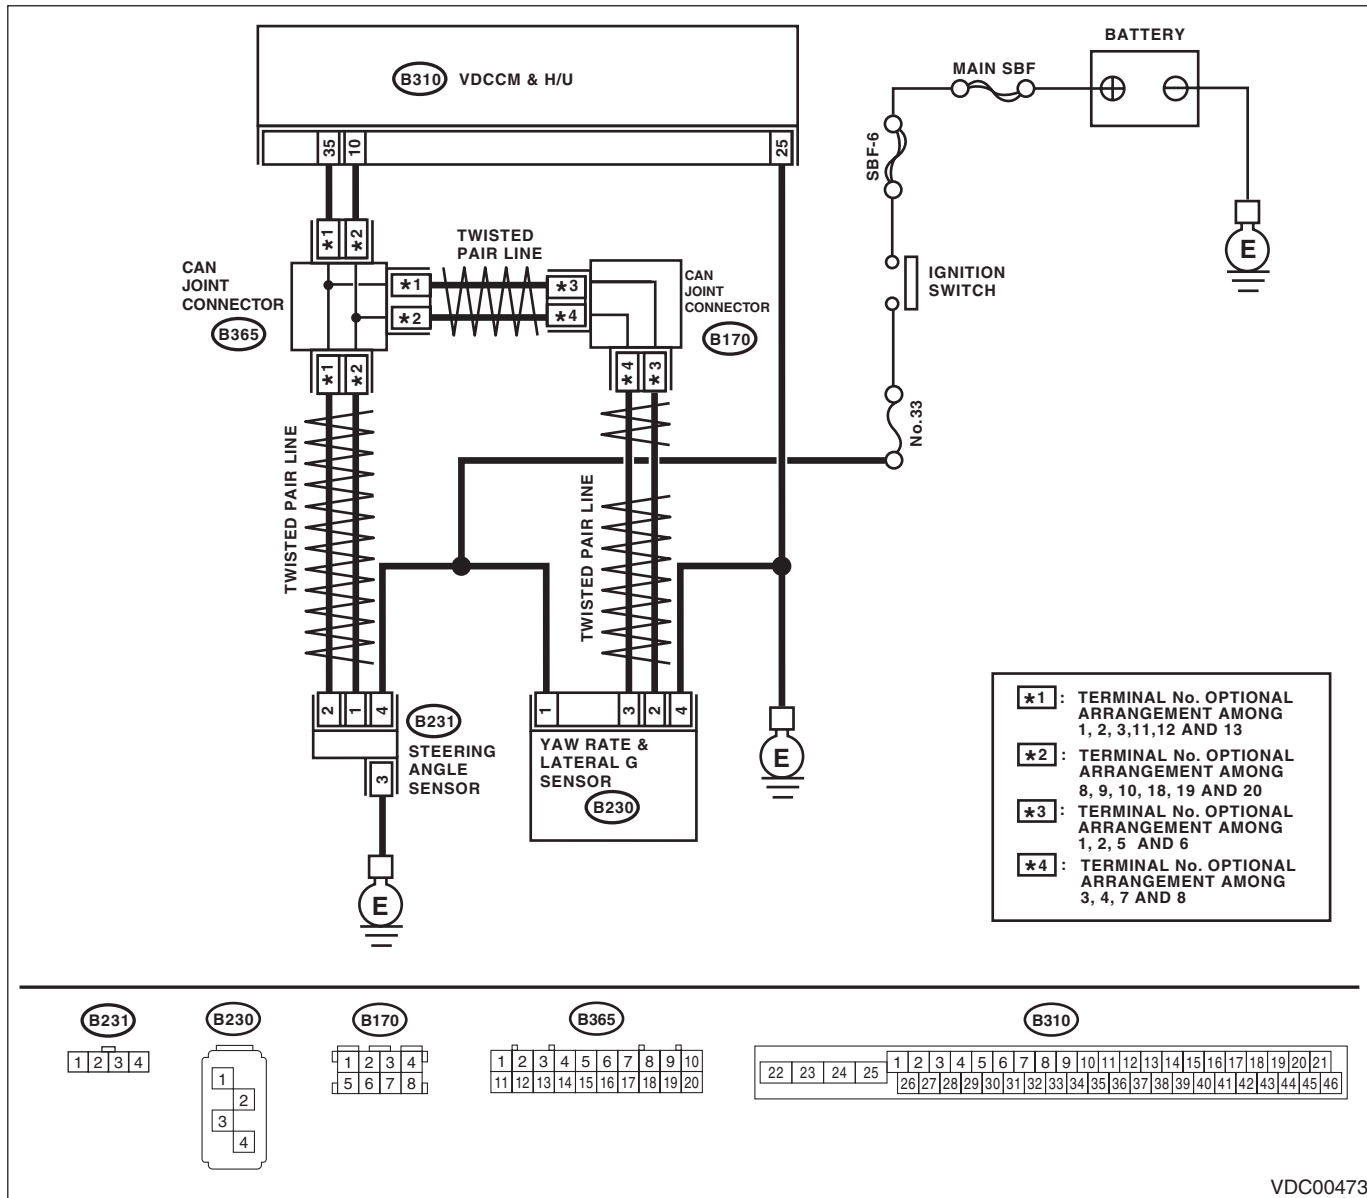 BATTERY
MAIN SBF
B310 VDCCM & H/U
SBF-6
35 10 25
*1 *2
TWISTED
PAIR LINE
CAN
JOINT
CONNECTOR
B365
*1 *3
*2 *4
CAN
JOINT
CONNECTOR
B170
IGNITION
SWITCH
E
*1 *2
*4 *3
No.33
TWISTED PAIR LINE
TWISTED PAIR LINE
2 1 4
B231
STEERING
ANGLE
SENSOR
3
E
1 3 2 4
YAW RATE &
LATERAL G
SENSOR
B230
E
*1 : TERMINAL No. OPTIONAL
ARRANGEMENT AMONG
1, 2, 3,11,12 AND 13
*2 : TERMINAL No. OPTIONAL
ARRANGEMENT AMONG
8, 9, 10, 18, 19 AND 20
*3 : TERMINAL No. OPTIONAL
ARRANGEMENT AMONG
1, 2, 5 AND 6
*4 : TERMINAL No. OPTIONAL
ARRANGEMENT AMONG
3, 4, 7 AND 8
B231
1 2 3 4
B230
1
2
3
4
B170
1 2 3 4
5 6 7 8
B365
1 2 3 4 5 6 7 8 9 10
11 12 13 14 15 16 17 18 19 20
B310
22 23 24 25
1 2 3 4 5 6 7 8 9 10 11 12 13 14 15 16 17 18 19 20 21
26 27 28 29 30 31 32 33 34 35 36 37 38 39 40 41 42 43 44 45 46
VDC00473